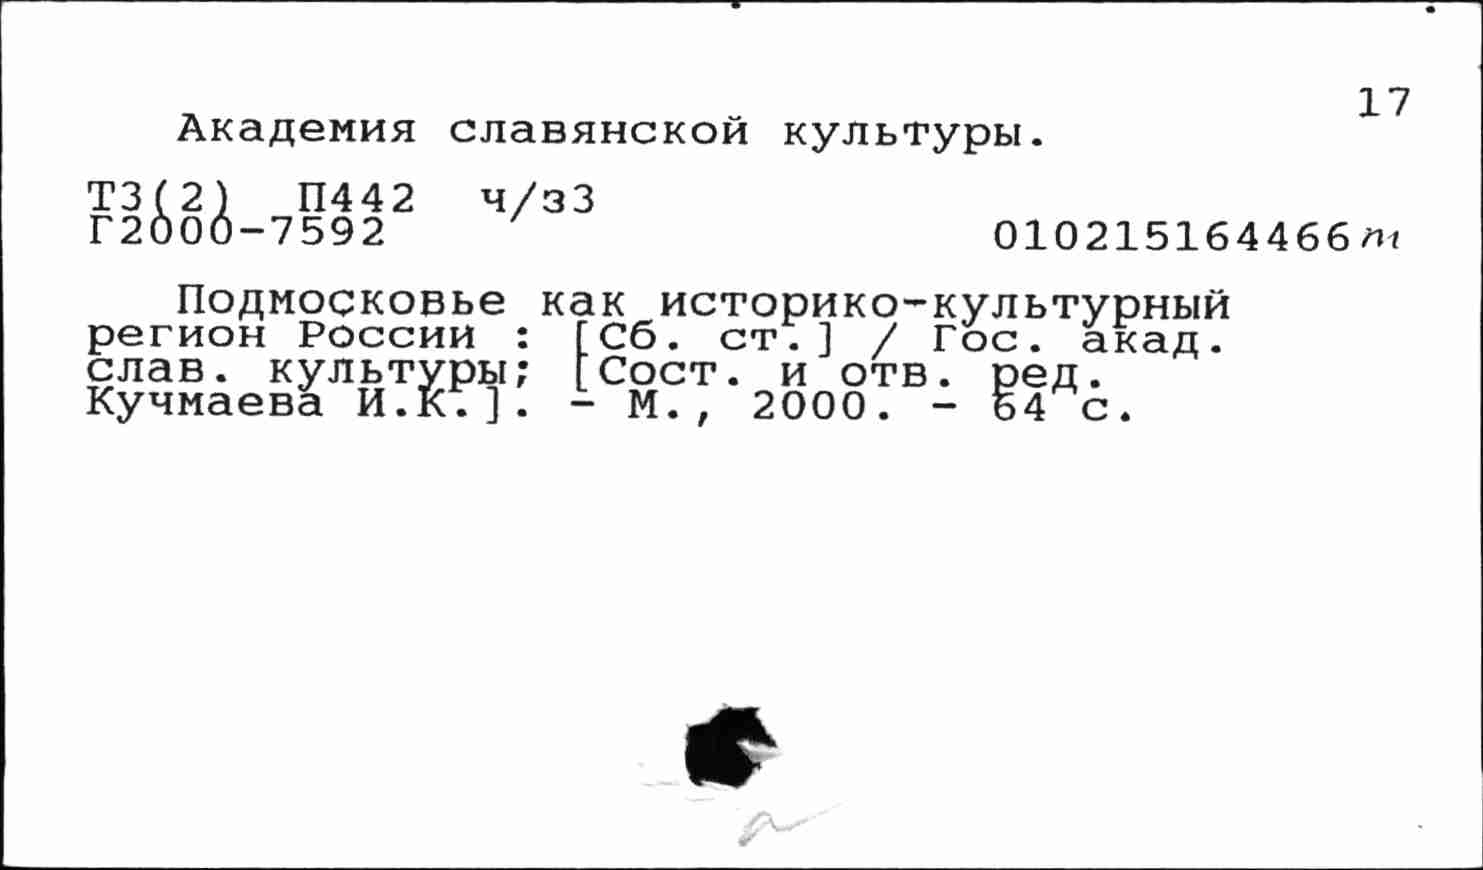 17
Академия славянской культуры.
Т3(2) П442 ч/з3
Г2000-7592 010215164466m
Подмосковье как историко-культурный
регион России : [Сб. ст.] / Гос. акад.
слав. культуры; [Сост. и отв. ред.
Кучмаева И.К.]. - М., 2000. - 64 с.